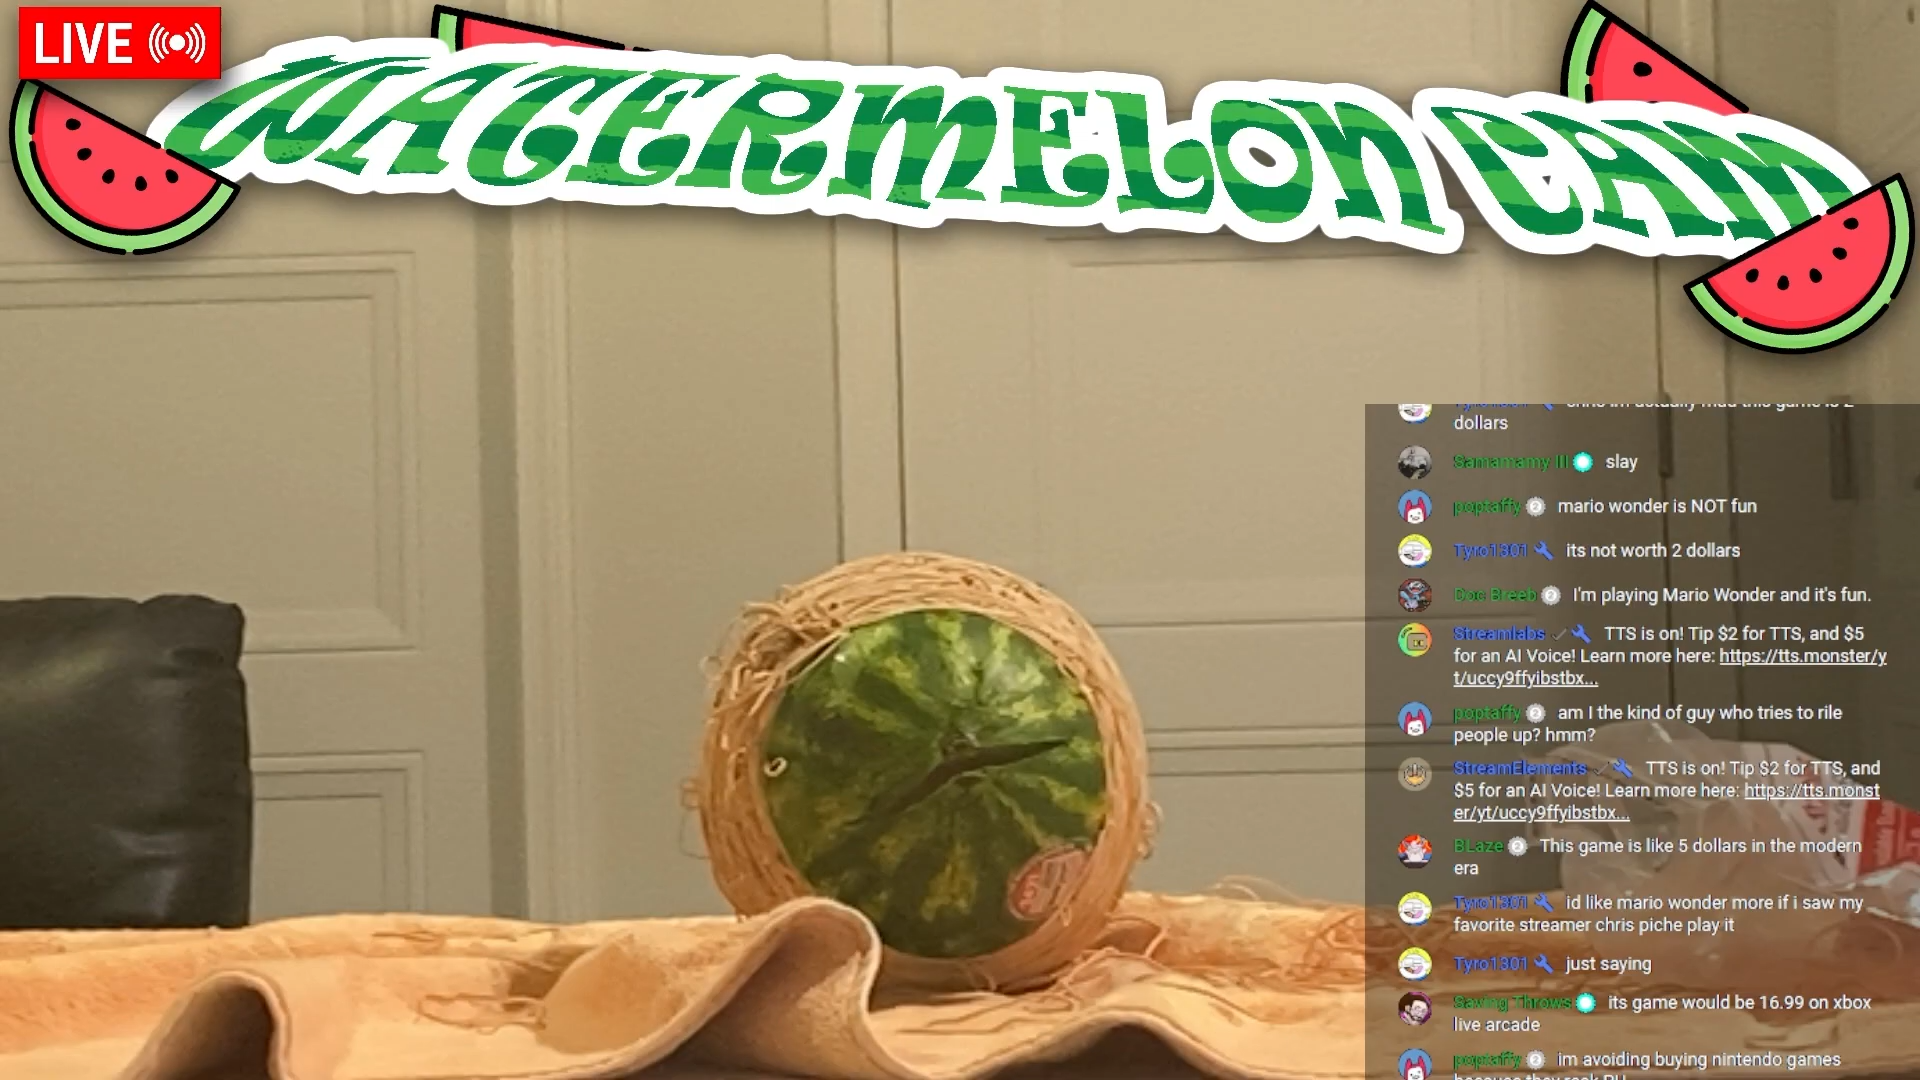 LIVE
WATERMELON CAM
dollars
Samamamy III slay
poptaffy mario wonder is NOT fun
Tyro1301 its not worth 2 dollars
Doc Breeb I'm playing Mario Wonder and it's fun.
Streamlabs TTS is on! Tip $2 for TTS, and $5
for an AI Voice! Learn more here: https://tts.monster/y
t/uccy9ffyibstbx...
poptaffy am I the kind of guy who tries to rile
people up? hmm?
StreamElements TTS is on! Tip $2 for TTS, and
$5 for an AI Voice! Learn more here: https://tts.monst
er/yt/uccy9ffyibstbx...
BLaze This game is like 5 dollars in the modern
era
Tyro1301 id like mario wonder more if i saw my
favorite streamer chris piche play it
Tyro1301 just saying
Saving Throws its game would be 16.99 on xbox
live arcade
poptaffy im avoiding buying nintendo games